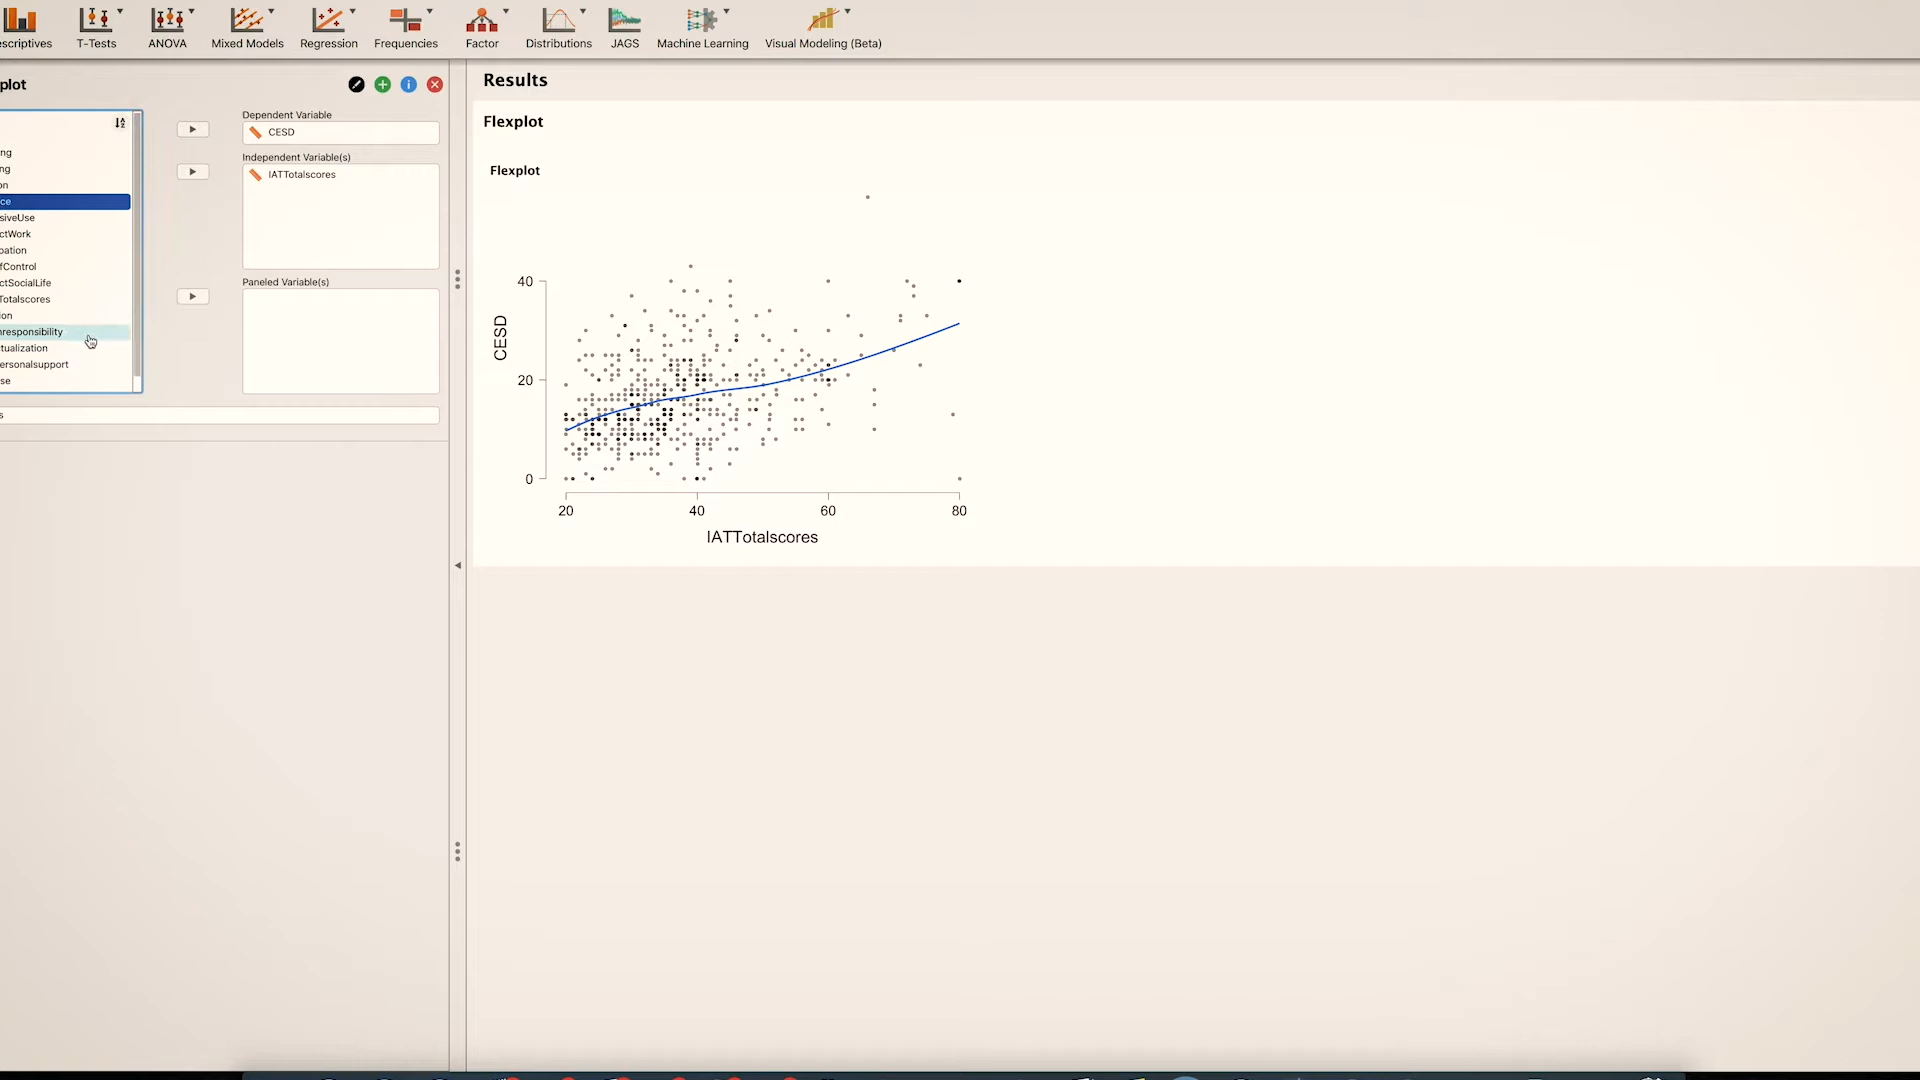 escriptives
T-Tests
ANOVA
Mixed Models
Regression
Frequencies
Factor
Distributions
JAGS
Machine Learning
Visual Modeling (Beta)
plot
ng
ng
on
ce
siveUse
ctWork
pation
fControl
ctSocialLife
Totalscores
ion
nresponsibility
tualization
ersonalsupport
se
s
Dependent Variable
CESD
Independent Variable(s)
IATTotalscores
Paneled Variable(s)
Results
Flexplot
Flexplot
CESD
40
20
0
20
40
60
80
IATTotalscores